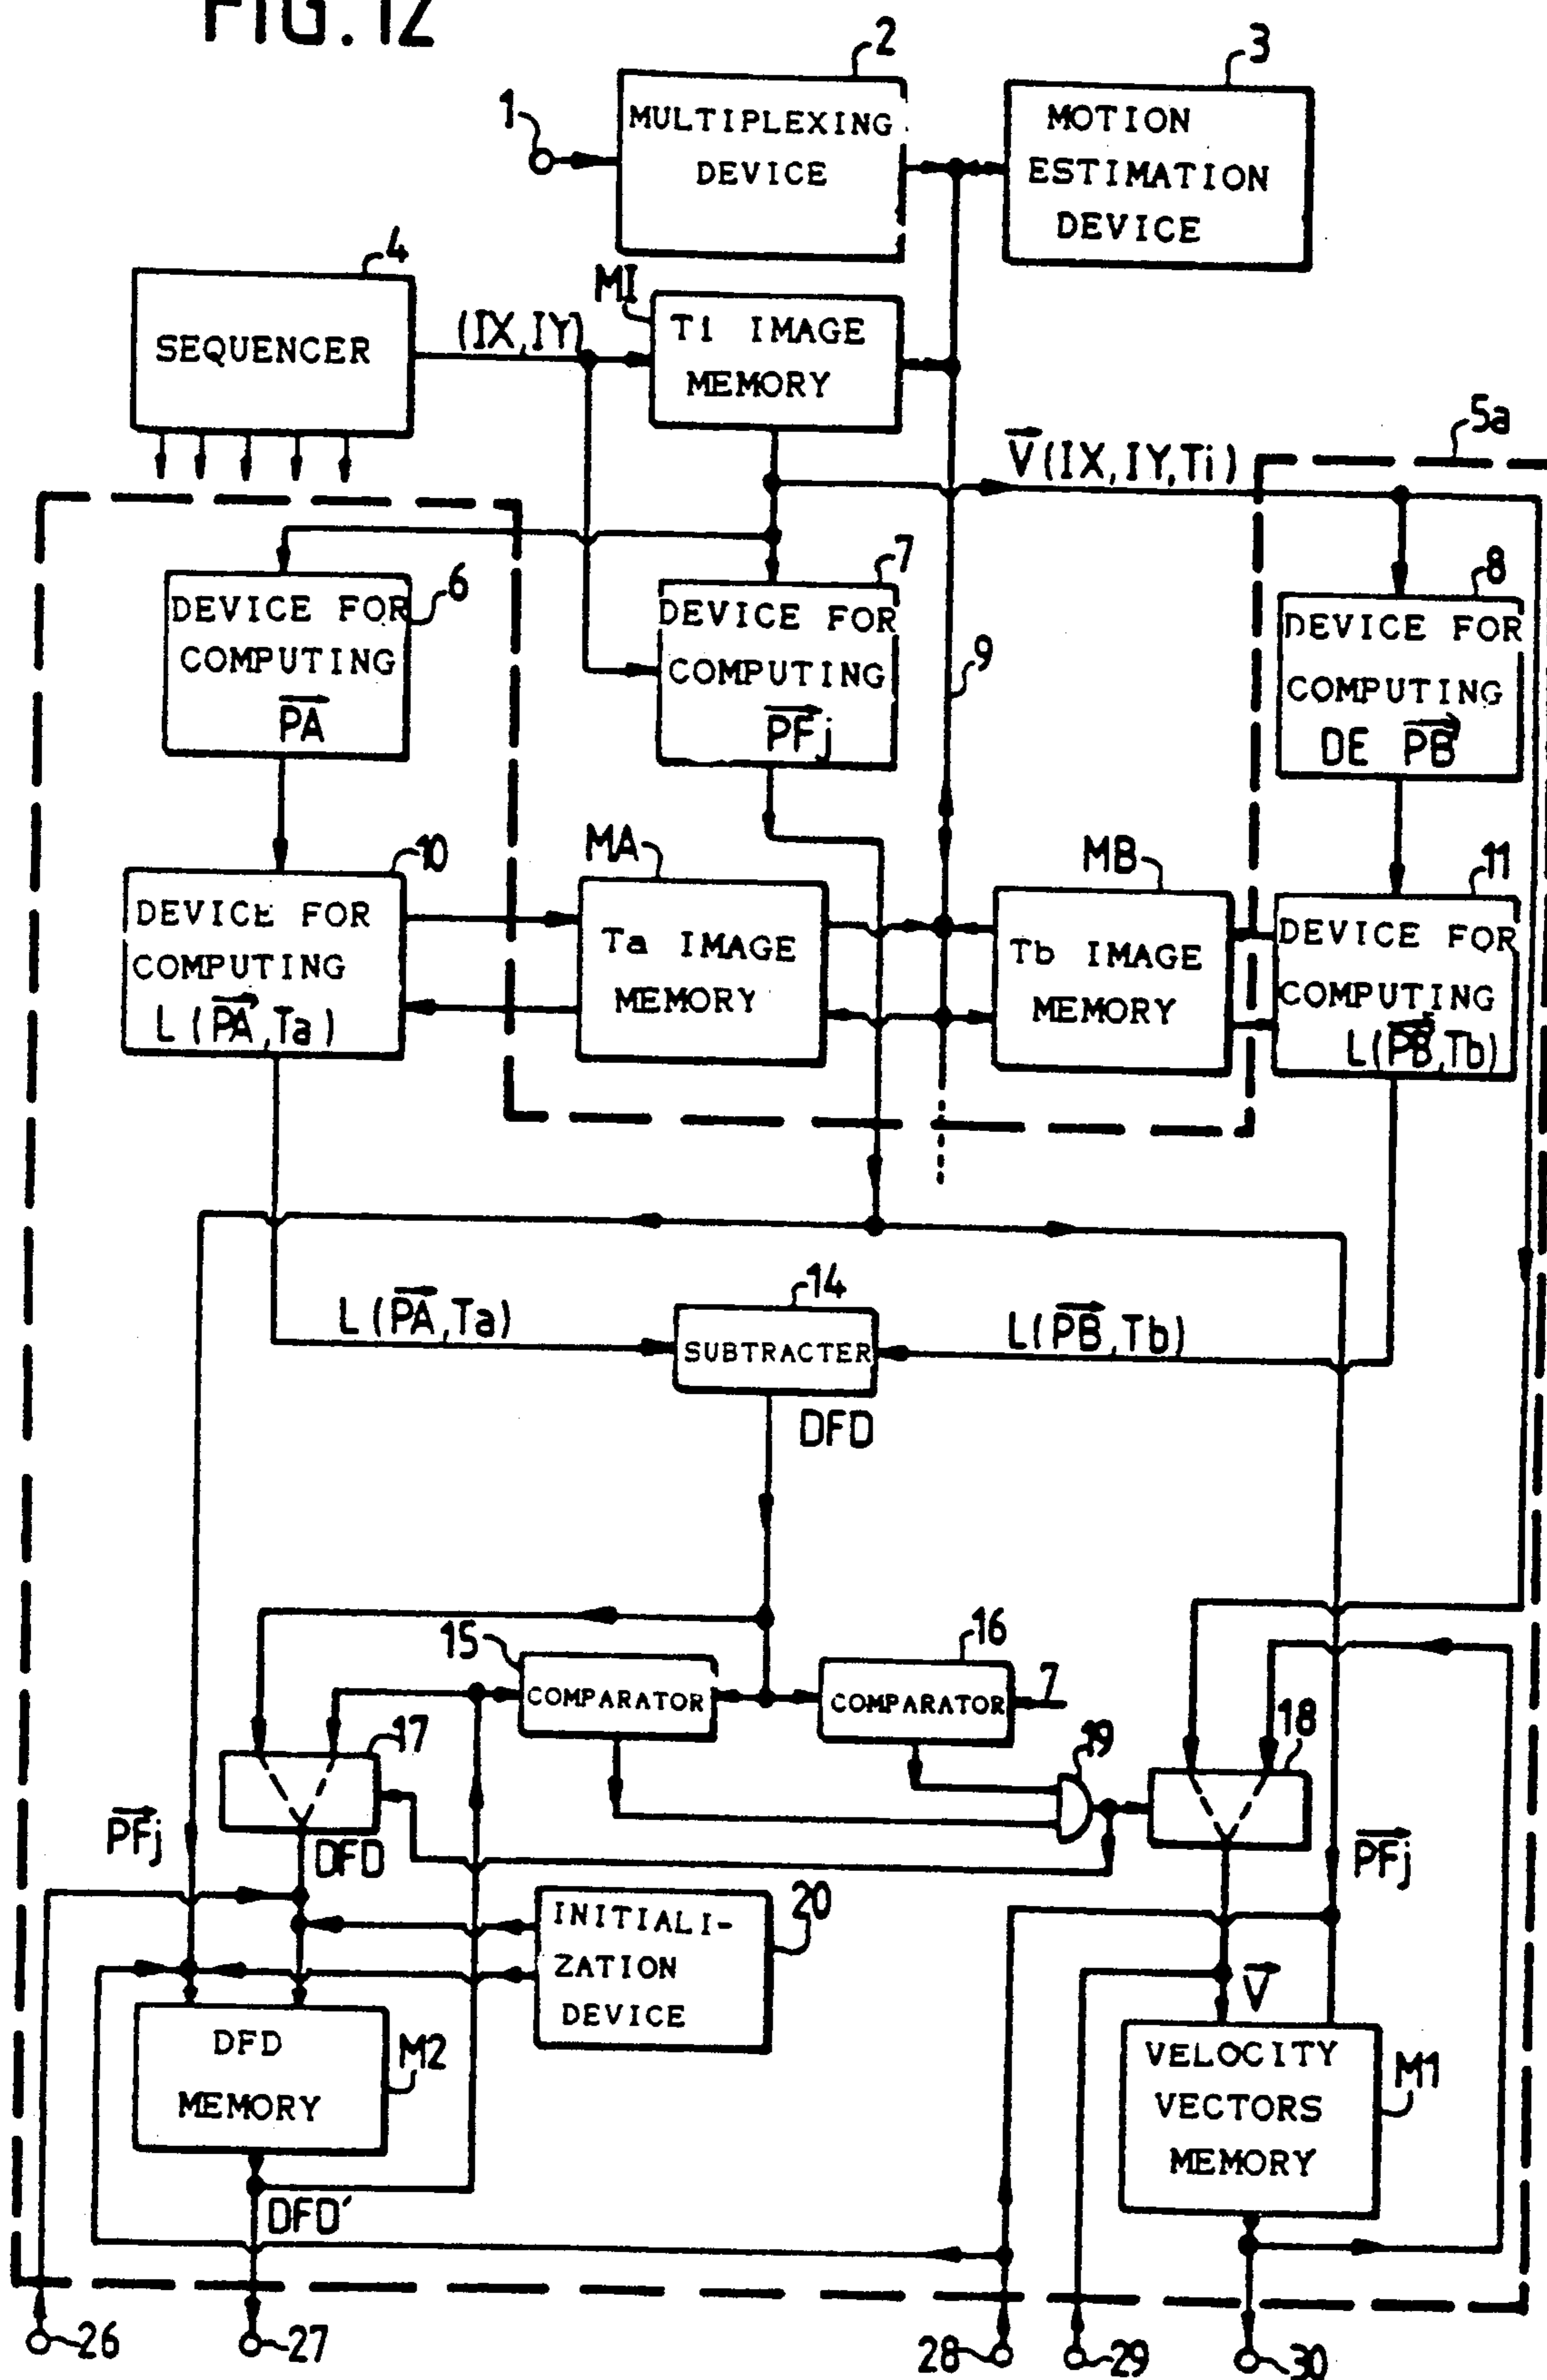 FIG. 12
2
3
1
MULTIPLEXING
DEVICE
MOTION
ESTIMATION
DEVICE
4
SEQUENCER
(IX,IY)
MI
Ti IMAGE
MEMORY
5a
V(IX,IY,Ti)
6
DEVICE FOR
COMPUTING
PA
7
DEVICE FOR
COMPUTING
PFj
9
8
DEVICE FOR
COMPUTING
DE PB
10
DEVICE FOR
COMPUTING
L(PA,Ta)
MA
Ta IMAGE
MEMORY
MB
Tb IMAGE
MEMORY
11
DEVICE FOR
COMPUTING
L(PB,Tb)
L(PA,Ta)
14
SUBTRACTER
L(PB,Tb)
DFD
15
COMPARATOR
16
COMPARATOR
7
17
19
18
PFj
DFD
PFj
INITIALI-
ZATION
DEVICE
20
V
DFD
MEMORY
M2
VELOCITY
VECTORS
MEMORY
M1
DFD'
26
27
28
29
30